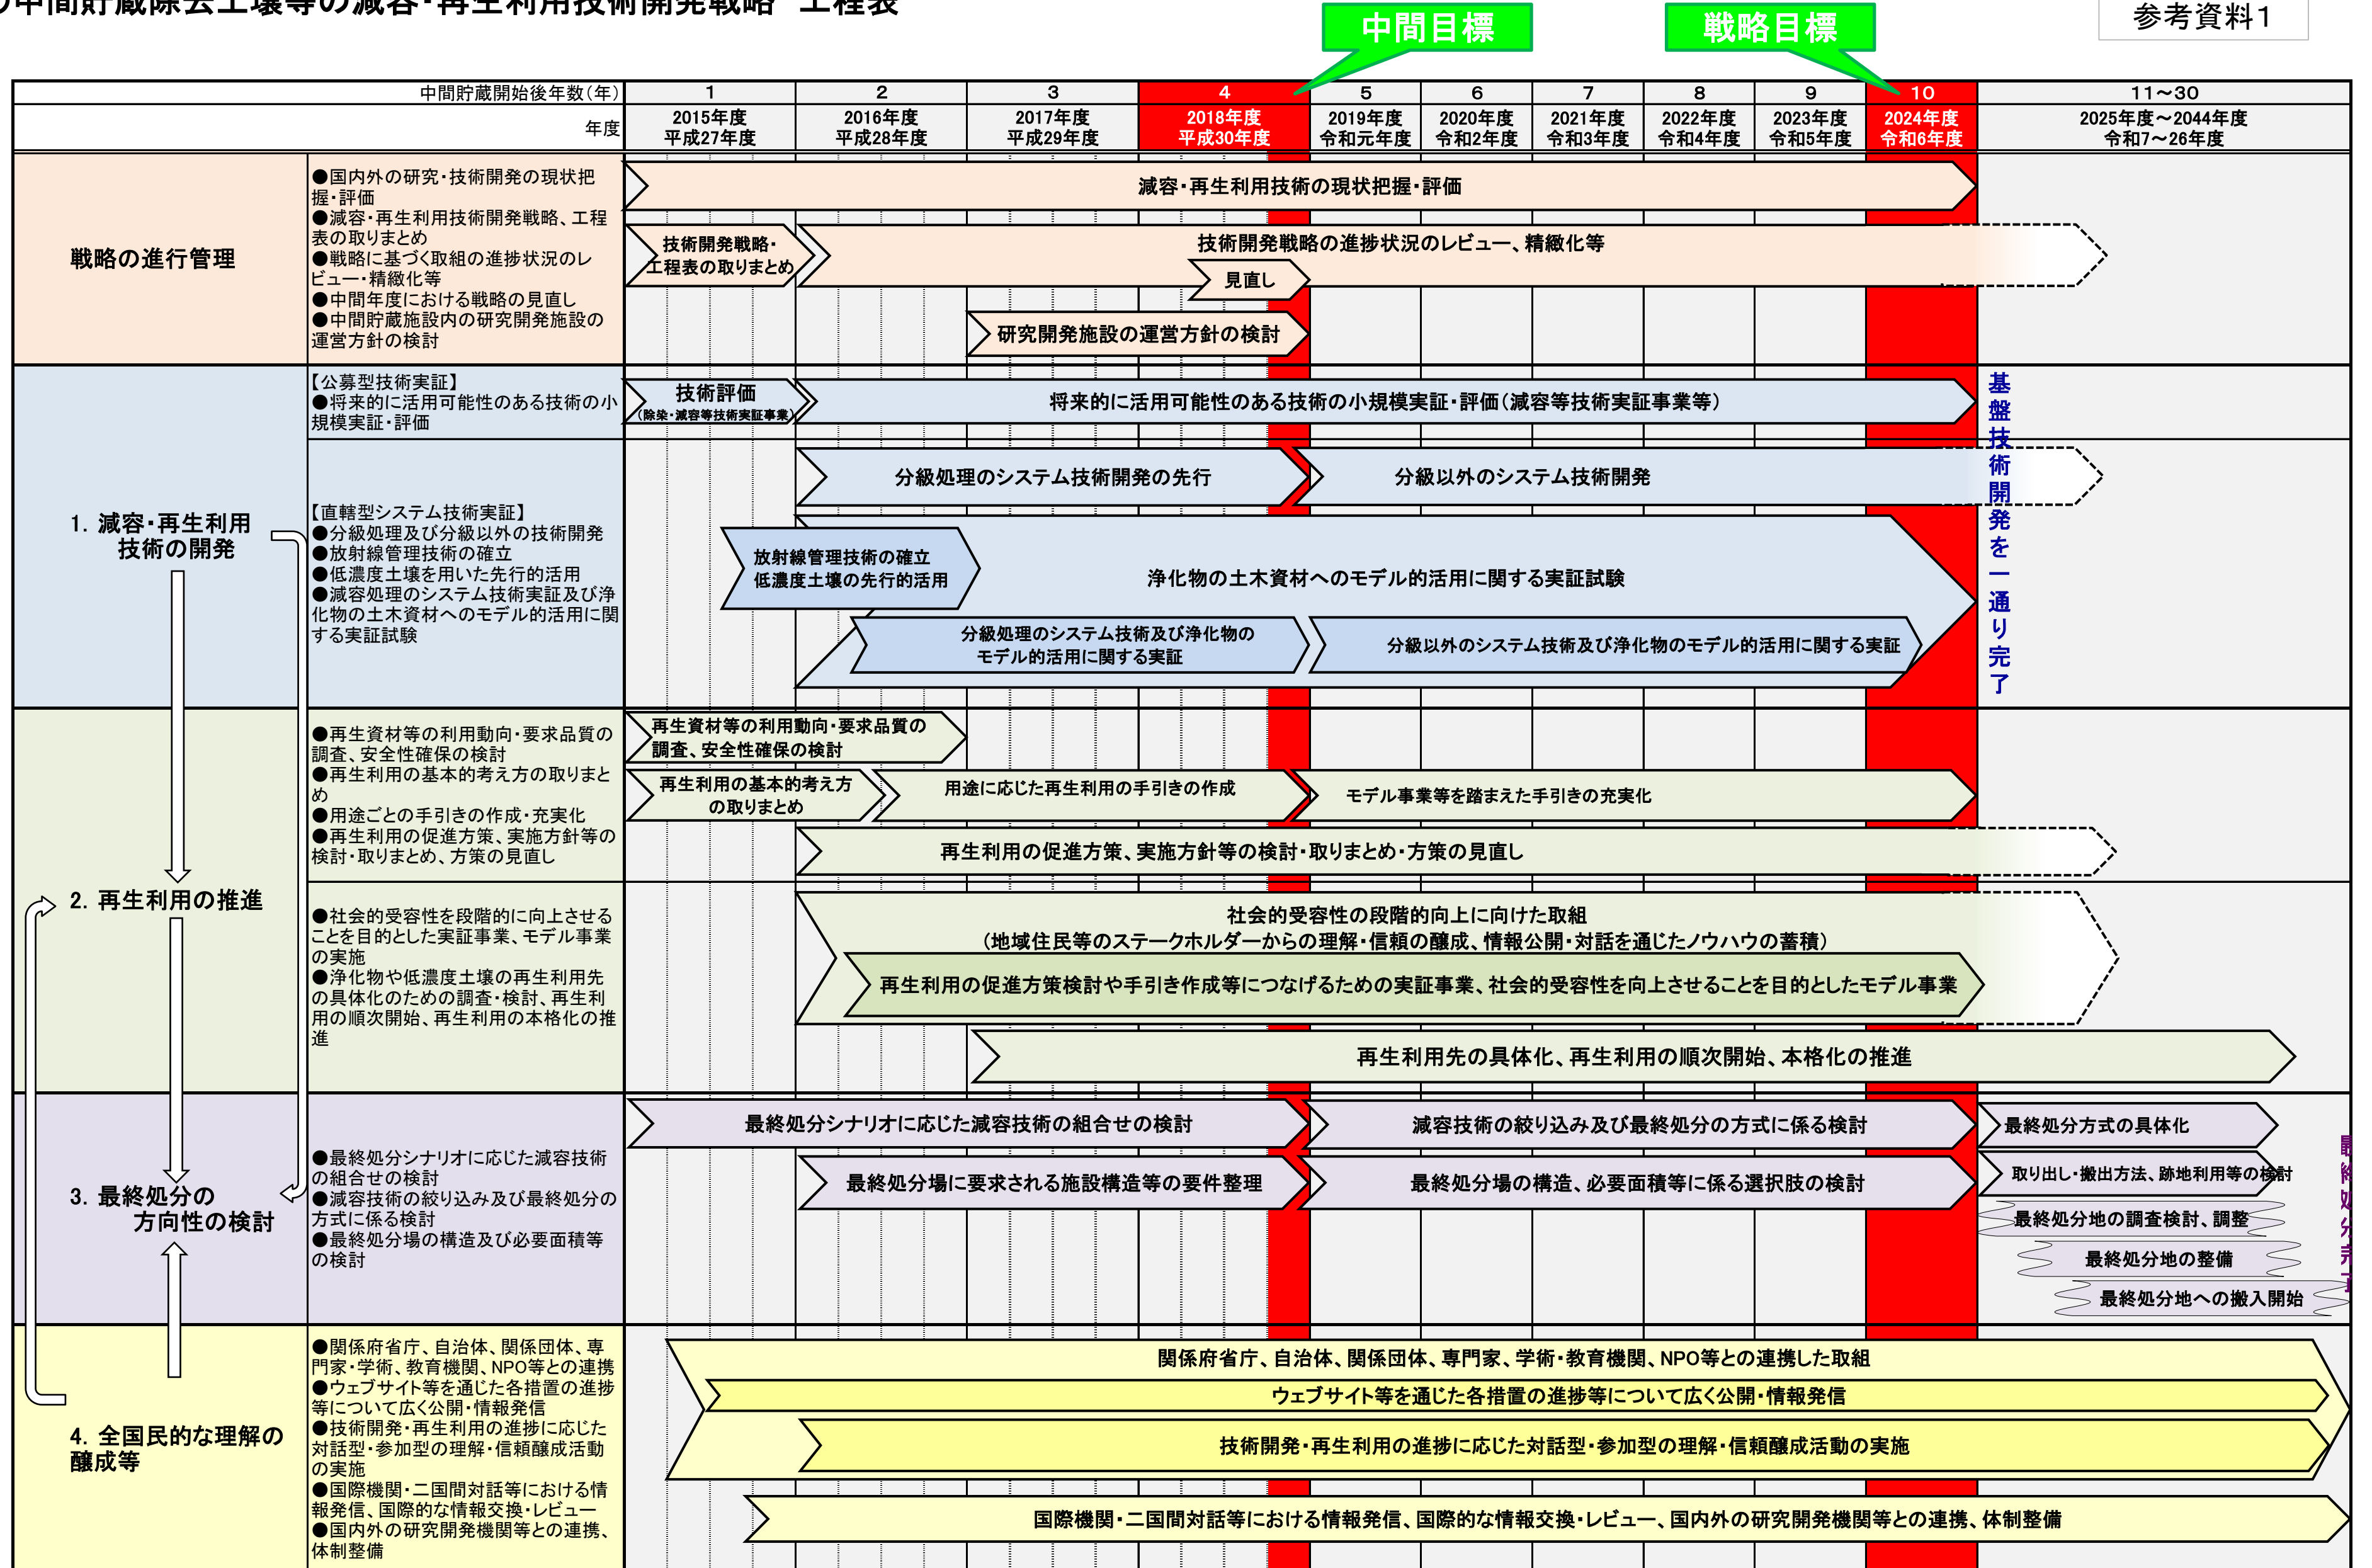 の中間貯蔵除去土壌等の減容・再生利用技術開発戦略 工程表
参考資料1
中間目標
戦略目標
中間貯蔵開始後年数(年)
1
2
3
4
5
6
7
8
9
10
11～30
年度
2015年度
平成27年度
2016年度
平成28年度
2017年度
平成29年度
2018年度
平成30年度
2019年度
令和元年度
2020年度
令和2年度
2021年度
令和3年度
2022年度
令和4年度
2023年度
令和5年度
2024年度
令和6年度
2025年度～2044年度
令和7～26年度
戦略の進行管理
●国内外の研究・技術開発の現状把
握・評価
●減容・再生利用技術開発戦略、工程
表の取りまとめ
●戦略に基づく取組の進捗状況のレ
ビュー・精緻化等
●中間年度における戦略の見直し
●中間貯蔵施設内の研究開発施設の
運営方針の検討
減容・再生利用技術の現状把握・評価
技術開発戦略・
工程表の取りまとめ
技術開発戦略の進捗状況のレビュー、精緻化等
見直し
研究開発施設の運営方針の検討
1. 減容・再生利用
技術の開発
【公募型技術実証】
●将来的に活用可能性のある技術の小
規模実証・評価
技術評価
(除染・減容等技術実証事業)
将来的に活用可能性のある技術の小規模実証・評価(減容等技術実証事業等)
【直轄型システム技術実証】
●分級処理及び分級以外の技術開発
●放射線管理技術の確立
●低濃度土壌を用いた先行的活用
●減容処理のシステム技術実証及び浄
化物の土木資材へのモデル的活用に関
する実証試験
分級処理のシステム技術開発の先行
分級以外のシステム技術開発
放射線管理技術の確立
低濃度土壌の先行的活用
浄化物の土木資材へのモデル的活用に関する実証試験
分級処理のシステム技術及び浄化物の
モデル的活用に関する実証
分級以外のシステム技術及び浄化物のモデル的活用に関する実証
基盤技術開発を一通り完了
2. 再生利用の推進
●再生資材等の利用動向・要求品質の
調査、安全性確保の検討
●再生利用の基本的考え方の取りまと
め
●用途ごとの手引きの作成・充実化
●再生利用の促進方策、実施方針等の
検討・取りまとめ、方策の見直し
再生資材等の利用動向・要求品質の
調査、安全性確保の検討
再生利用の基本的考え方
の取りまとめ
用途に応じた再生利用の手引きの作成
モデル事業等を踏まえた手引きの充実化
再生利用の促進方策、実施方針等の検討・取りまとめ・方策の見直し
●社会的受容性を段階的に向上させる
ことを目的とした実証事業、モデル事業
の実施
●浄化物や低濃度土壌の再生利用先
の具体化のための調査・検討、再生利
用の順次開始、再生利用の本格化の推
進
社会的受容性の段階的向上に向けた取組
(地域住民等のステークホルダーからの理解・信頼の醸成、情報公開・対話を通じたノウハウの蓄積)
再生利用の促進方策検討や手引き作成等につなげるための実証事業、社会的受容性を向上させることを目的としたモデル事業
再生利用先の具体化、再生利用の順次開始、本格化の推進
3. 最終処分の
方向性の検討
●最終処分シナリオに応じた減容技術
の組合せの検討
●減容技術の絞り込み及び最終処分の
方式に係る検討
●最終処分場の構造及び必要面積等
の検討
最終処分シナリオに応じた減容技術の組合せの検討
減容技術の絞り込み及び最終処分の方式に係る検討
最終処分方式の具体化
最終処分場に要求される施設構造等の要件整理
最終処分場の構造、必要面積等に係る選択肢の検討
取り出し・搬出方法、跡地利用等の検討
最終処分地の調査検討、調整
最終処分地の整備
最終処分地への搬入開始
最終処分完了
4. 全国民的な理解の
醸成等
●関係府省庁、自治体、関係団体、専
門家・学術、教育機関、NPO等との連携
●ウェブサイト等を通じた各措置の進捗
等について広く公開・情報発信
●技術開発・再生利用の進捗に応じた
対話型・参加型の理解・信頼醸成活動
の実施
●国際機関・二国間対話等における情
報発信、国際的な情報交換・レビュー
●国内外の研究開発機関等との連携、
体制整備
関係府省庁、自治体、関係団体、専門家、学術・教育機関、NPO等との連携した取組
ウェブサイト等を通じた各措置の進捗等について広く公開・情報発信
技術開発・再生利用の進捗に応じた対話型・参加型の理解・信頼醸成活動の実施
国際機関・二国間対話等における情報発信、国際的な情報交換・レビュー、国内外の研究開発機関等との連携、体制整備